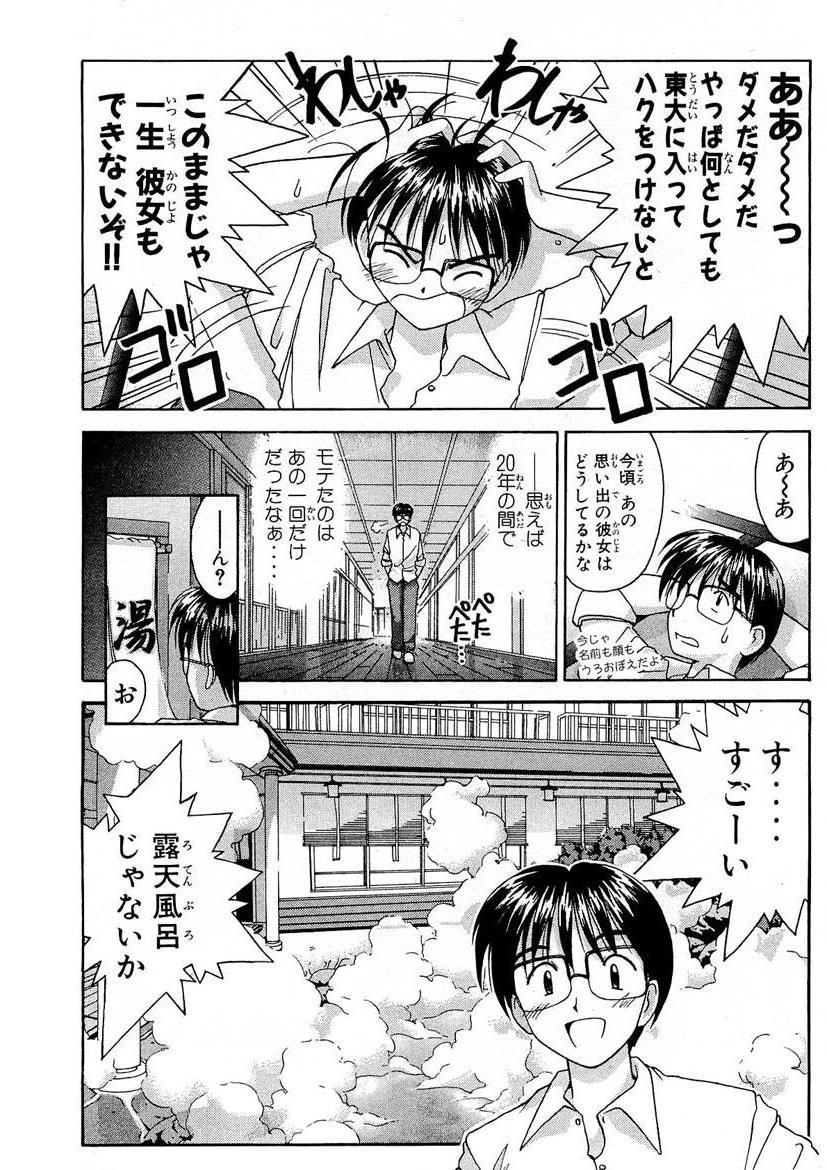 ああ〜〜っ
ダメだダメだ
やっぱ何としても
東大に入って
ハクをつけないと
わしゃ
わしゃ
このままじゃ
一生 彼女も
できないぞ!!
ゴロ
ゴロ
あ〜あ
今頃 あの
思い出の彼女は
どうしてるかな
今じゃ
名前も顔も
うろおぼえだよ
──思えば
20年の間で
モテたのは
あの一回だけ
だったなぁ‥‥
ぺた
ぺた…
──ん?
湯
お
す‥‥
すごーい
露天風呂
じゃないか